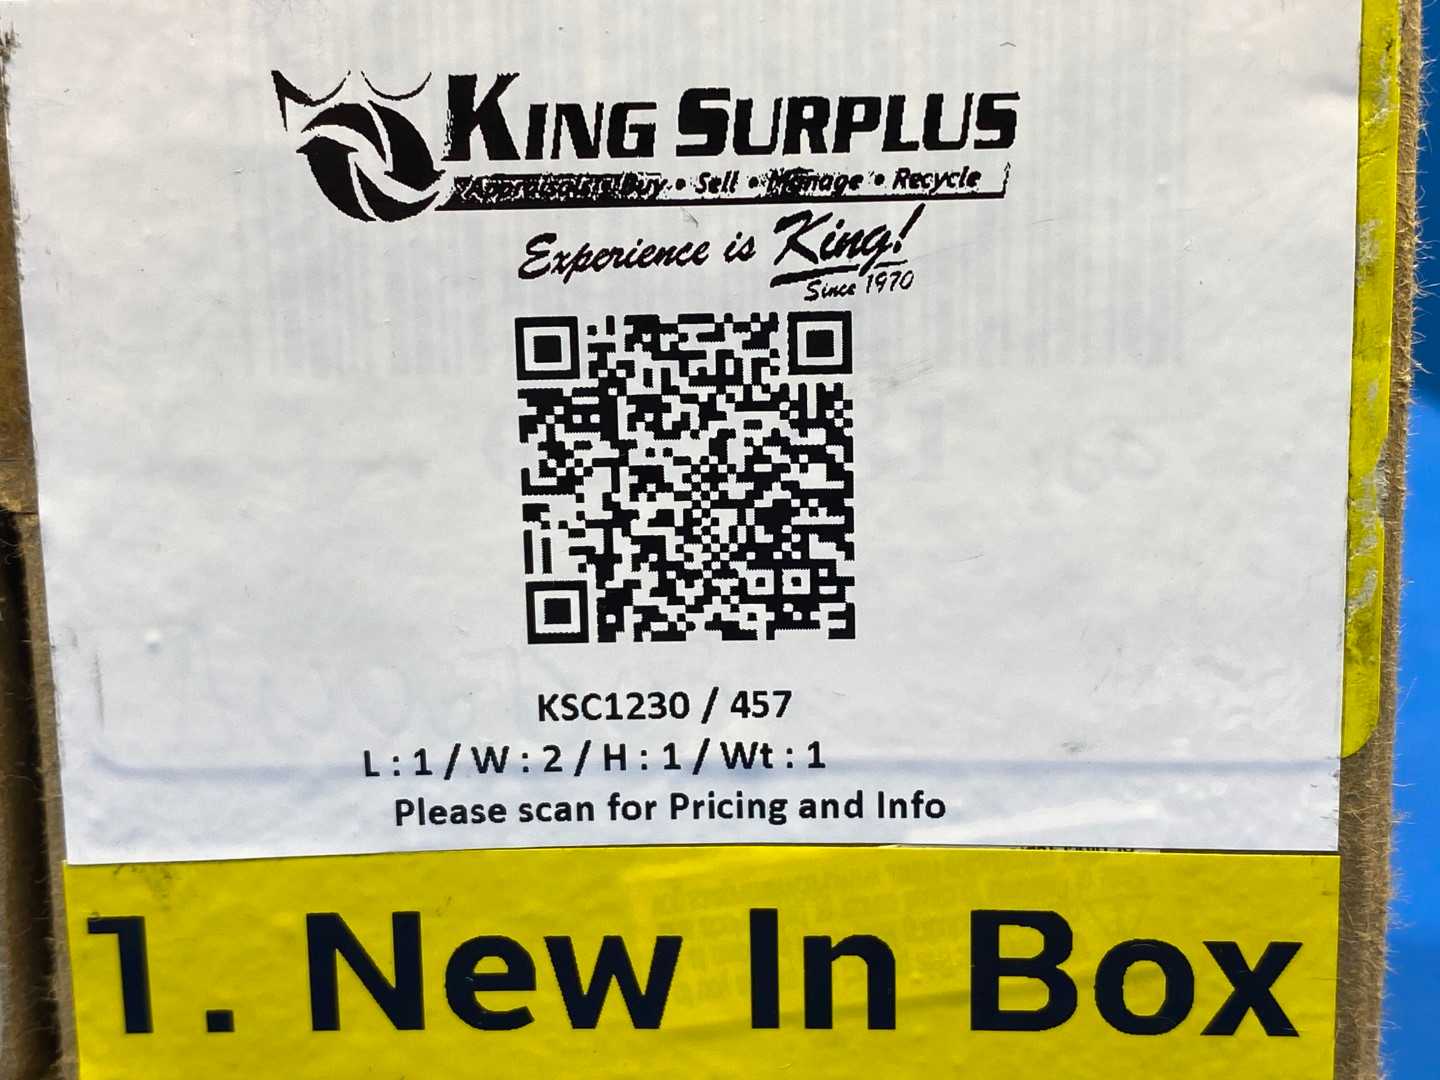 KING SURPLUS
Appraisals • Buy • Sell • Manage • Recycle
Experience is King!
Since 1970
KSC1230 / 457
L : 1 / W : 2 / H : 1 / Wt : 1
Please scan for Pricing and Info
1. New In Box